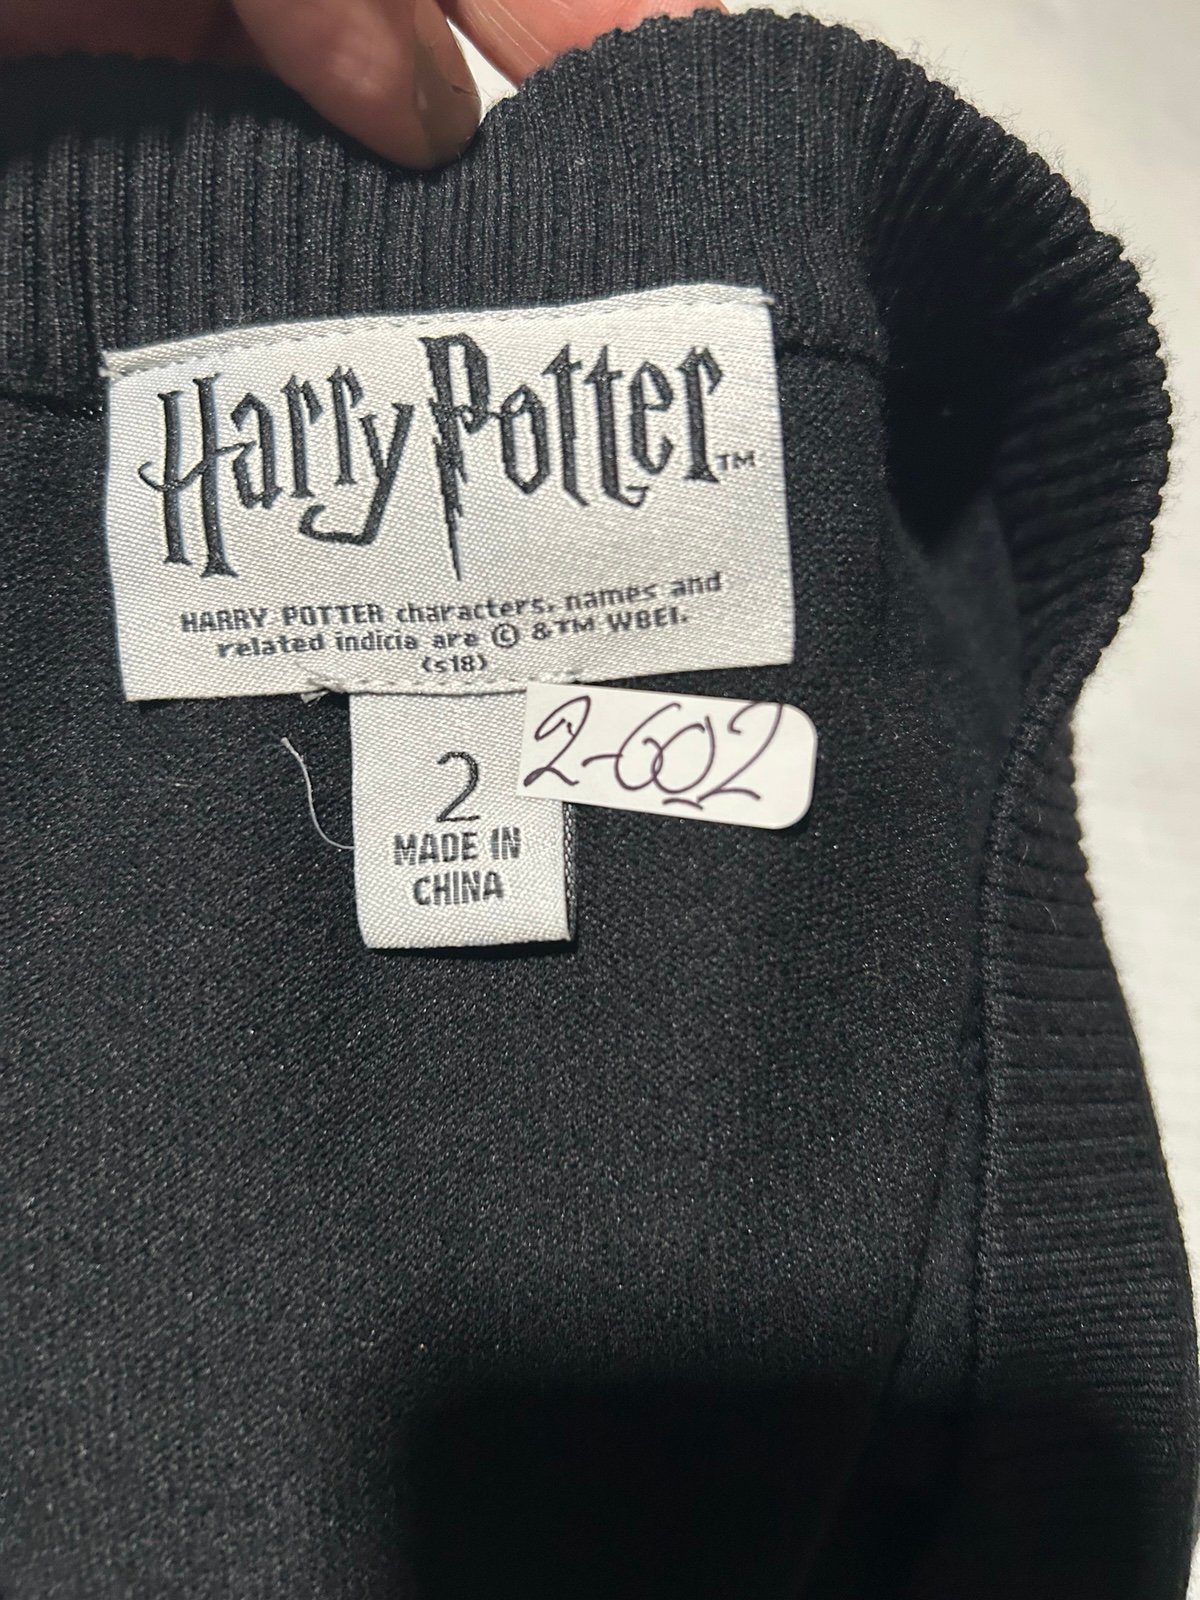 Harry Potter™
HARRY POTTER characters, names and
related indicia are © &TM WBEI.
(s18)
2-602
2
MADE IN
CHINA